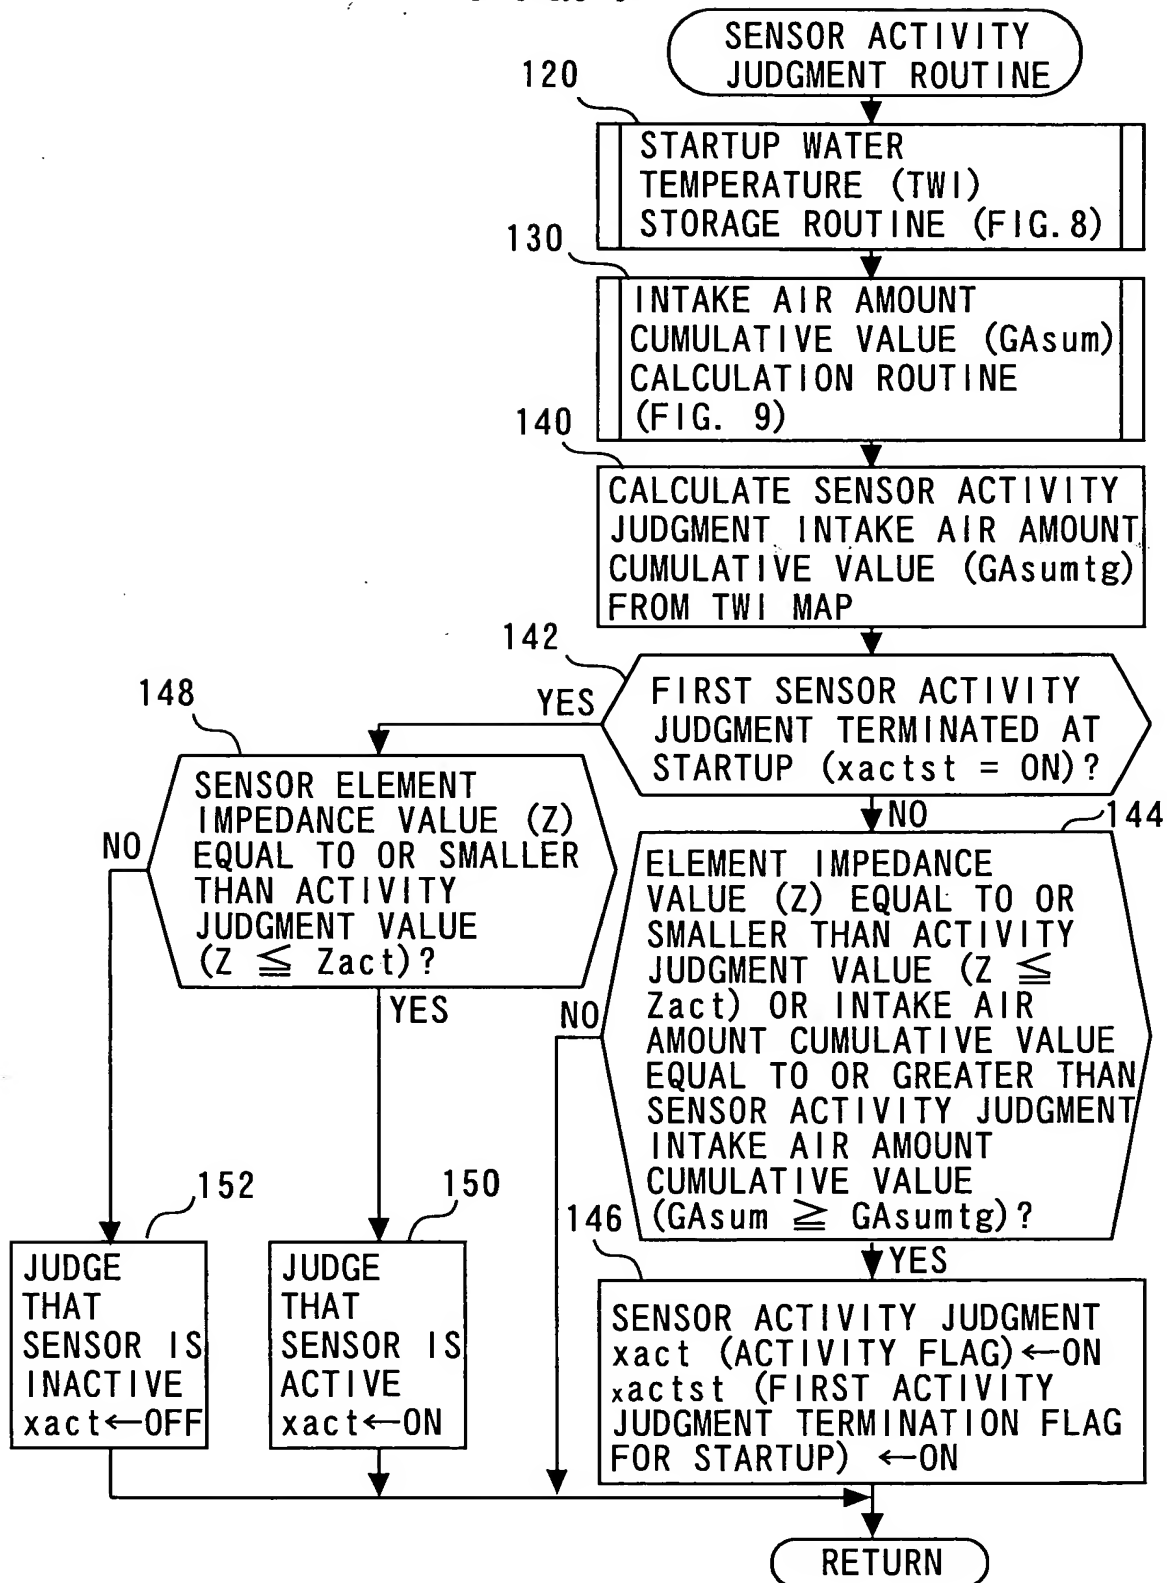 SENSOR ACTIVITY
JUDGMENT ROUTINE
120
STARTUP WATER
TEMPERATURE (TWI)
STORAGE ROUTINE (FIG.8)
130
INTAKE AIR AMOUNT
CUMULATIVE VALUE (GAsum)
CALCULATION ROUTINE
(FIG. 9)
140
CALCULATE SENSOR ACTIVITY
JUDGMENT INTAKE AIR AMOUNT
CUMULATIVE VALUE (GAsumtg)
FROM TWI MAP
142
FIRST SENSOR ACTIVITY
JUDGMENT TERMINATED AT
STARTUP (xactst = ON)?
YES
NO
148
SENSOR ELEMENT
IMPEDANCE VALUE (Z)
EQUAL TO OR SMALLER
THAN ACTIVITY
JUDGMENT VALUE
(Z ≦ Zact)?
NO
YES
144
ELEMENT IMPEDANCE
VALUE (Z) EQUAL TO OR
SMALLER THAN ACTIVITY
JUDGMENT VALUE (Z ≦
Zact) OR INTAKE AIR
AMOUNT CUMULATIVE VALUE
EQUAL TO OR GREATER THAN
SENSOR ACTIVITY JUDGMENT
INTAKE AIR AMOUNT
CUMULATIVE VALUE
(GAsum ≧ GAsumtg)?
NO
YES
152
JUDGE
THAT
SENSOR IS
INACTIVE
xact←OFF
150
JUDGE
THAT
SENSOR IS
ACTIVE
xact←ON
146
SENSOR ACTIVITY JUDGMENT
xact (ACTIVITY FLAG)←ON
xactst (FIRST ACTIVITY
JUDGMENT TERMINATION FLAG
FOR STARTUP) ←ON
RETURN